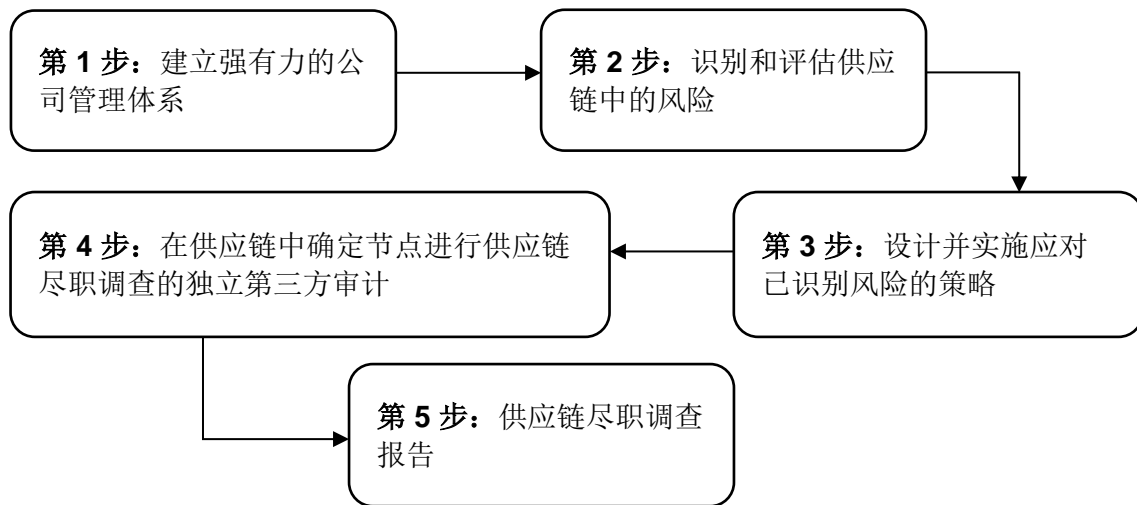 第 1 步：建立强有力的公
司管理体系
第 2 步：识别和评估供应
链中的风险
第 3 步：设计并实施应对
已识别风险的策略
第 4 步：在供应链中确定节点进行供应链
尽职调查的独立第三方审计
第 5 步：供应链尽职调查
报告